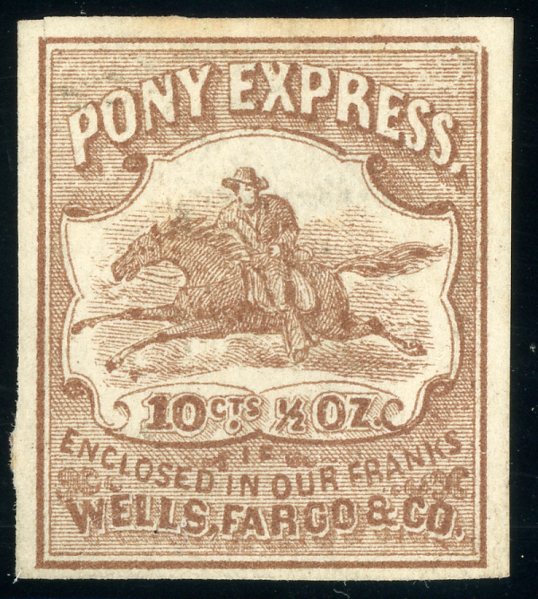 PONY EXPRESS.
10 CTS ½ OZ.
IF
ENCLOSED IN OUR FRANKS
WELLS, FARGO & CO.